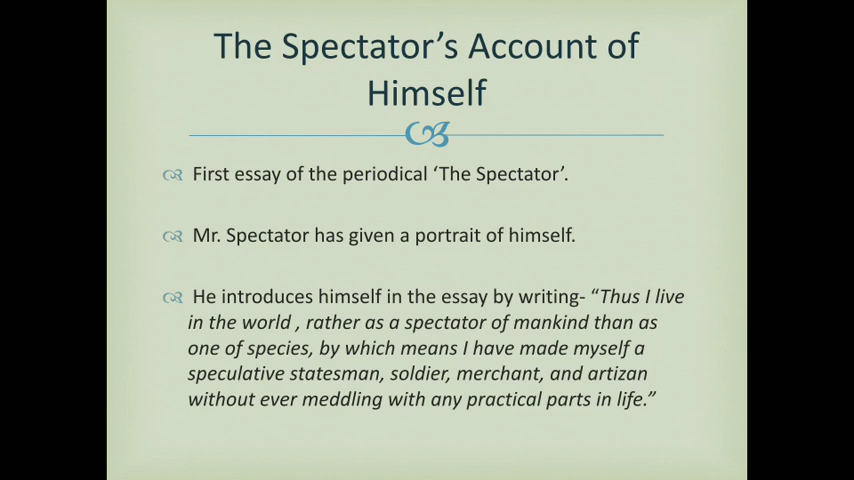 The Spectator’s Account of
Himself
First essay of the periodical ‘The Spectator’.
Mr. Spectator has given a portrait of himself.
He introduces himself in the essay by writing- “Thus I live
in the world , rather as a spectator of mankind than as
one of species, by which means I have made myself a
speculative statesman, soldier, merchant, and artizan
without ever meddling with any practical parts in life.”